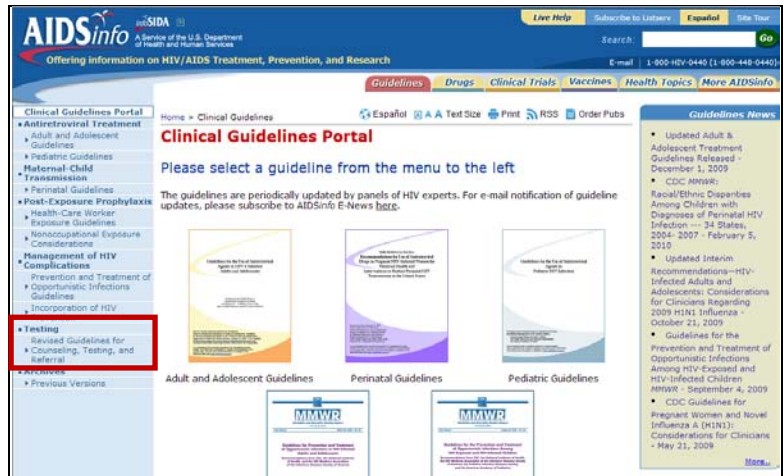 AIDSinfo
infoSIDA
A Service of the U.S. Department
of Health and Human Services
Offering information on HIV/AIDS Treatment, Prevention, and Research
Live Help
Subscribe to Listserv
Español
Site Tour
Search:
Go
E-mail | 1-800-HIV-0440 (1-800-448-0440)
Guidelines
Drugs
Clinical Trials
Vaccines
Health Topics
More AIDSinfo
Clinical Guidelines Portal
Antiretroviral Treatment
Adult and Adolescent
Guidelines
Pediatric Guidelines
Maternal-Child
Transmission
Perinatal Guidelines
Post-Exposure Prophylaxis
Health-Care Worker
Exposure Guidelines
Nonoccupational Exposure
Considerations
Management of HIV
Complications
Prevention and Treatment of
Opportunistic Infections
Guidelines
Incorporation of HIV
Testing
Revised Guidelines for
Counseling, Testing, and
Referral
Archives
Previous Versions
Home > Clinical Guidelines
Español
A A Text Size
Print
RSS
Order Pubs
Clinical Guidelines Portal
Please select a guideline from the menu to the left
The guidelines are periodically updated by panels of HIV experts. For e-mail notification of guideline
updates, please subscribe to AIDSinfo E-News here.
Adult and Adolescent Guidelines
Perinatal Guidelines
Pediatric Guidelines
MMWR
MMWR
Guidelines News
Updated Adult &
Adolescent Treatment
Guidelines Released -
December 1, 2009
CDC MMWR:
Racial/Ethnic Disparities
Among Children with
Diagnoses of Perinatal HIV
Infection --- 34 States,
2004- 2007 - February 5,
2010
Updated Interim
Recommendations—HIV-
Infected Adults and
Adolescents: Considerations
for Clinicians Regarding
2009 H1N1 Influenza -
October 21, 2009
Guidelines for the
Prevention and Treatment of
Opportunistic Infections
Among HIV-Exposed and
HIV-Infected Children
MMWR - September 4, 2009
CDC Guidelines for
Pregnant Women and Novel
Influenza A (H1N1):
Considerations for Clinicians
- May 21, 2009
More...